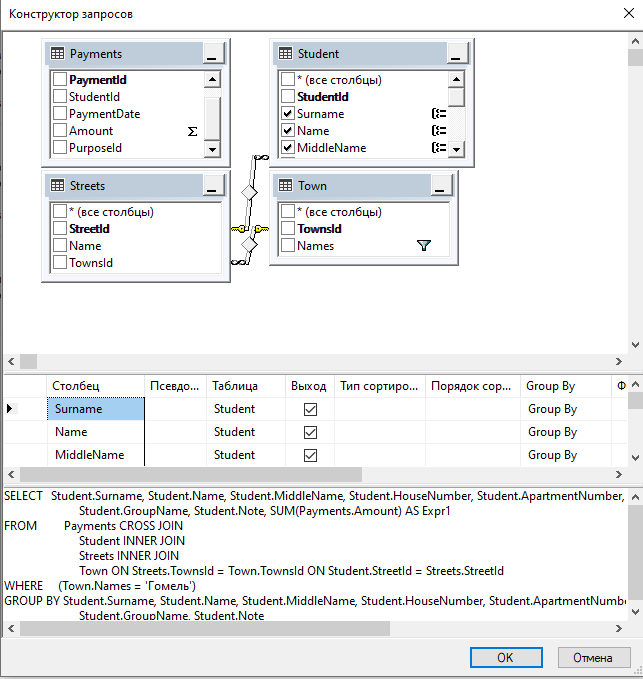 Конструктор запросов
Payments
PaymentId
StudentId
PaymentDate
Amount
PurposeId
Student
* (все столбцы)
StudentId
Surname
Name
MiddleName
Streets
* (все столбцы)
StreetId
Name
TownsId
Town
* (все столбцы)
TownsId
Names
Столбец Псевдо... Таблица Выход Тип сортиро... Порядок сор... Group By Ф
Surname Student Group By
Name Student Group By
MiddleName Student Group By
SELECT Student.Surname, Student.Name, Student.MiddleName, Student.HouseNumber, Student.ApartmentNumber,
Student.GroupName, Student.Note, SUM(Payments.Amount) AS Expr1
FROM Payments CROSS JOIN
Student INNER JOIN
Streets INNER JOIN
Town ON Streets.TownsId = Town.TownsId ON Student.StreetId = Streets.StreetId
WHERE (Town.Names = 'Гомель')
GROUP BY Student.Surname, Student.Name, Student.MiddleName, Student.HouseNumber, Student.ApartmentNumbe
Student.GroupName, Student.Note
OK Отмена